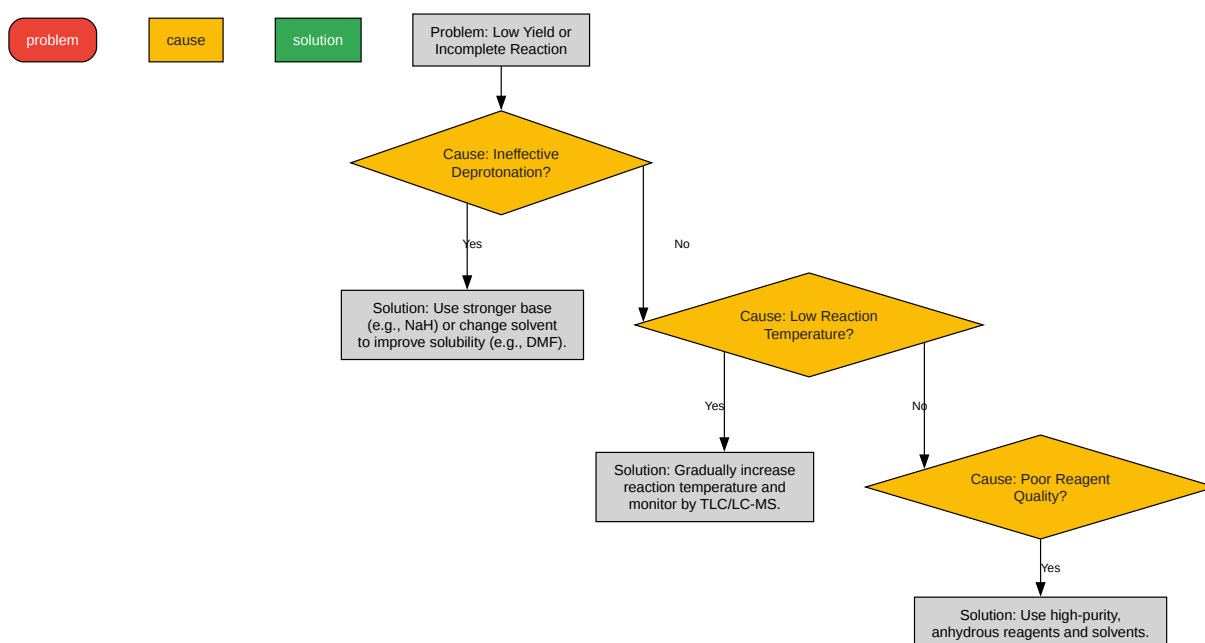 problem
cause
solution
Problem: Low Yield or
Incomplete Reaction
Cause: Ineffective
Deprotonation?
Yes
No
Solution: Use stronger base
(e.g., NaH) or change solvent
to improve solubility (e.g., DMF).
Cause: Low Reaction
Temperature?
Yes
No
Solution: Gradually increase
reaction temperature and
monitor by TLC/LC-MS.
Cause: Poor Reagent
Quality?
Yes
Solution: Use high-purity,
anhydrous reagents and solvents.